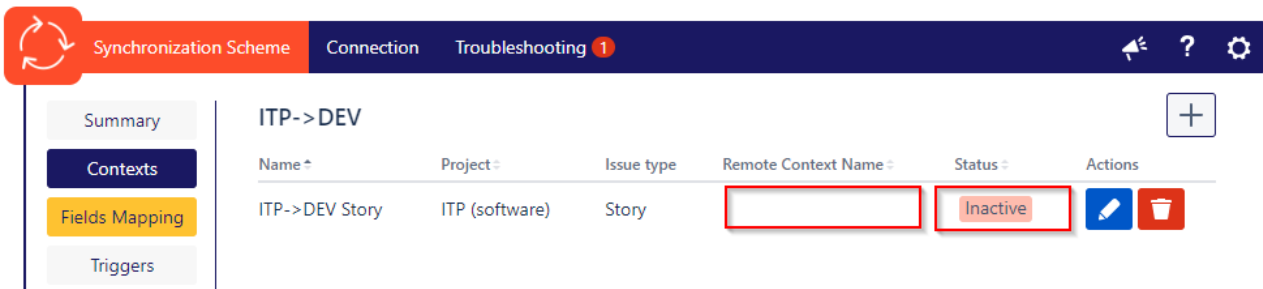 Synchronization Scheme Connection Troubleshooting 1 ?
Summary
ITP->DEV
Contexts
Name Project Issue type Remote Context Name Status Actions
Fields Mapping
ITP->DEV Story ITP (software) Story Inactive
Triggers